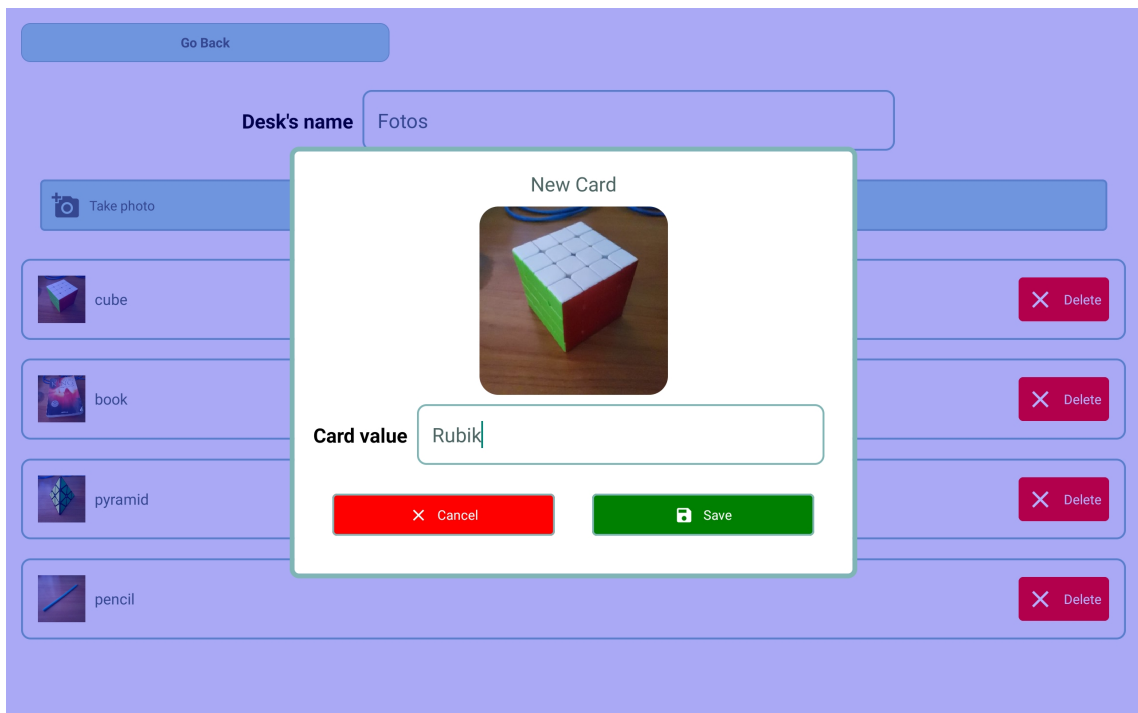 Go Back
Desk's name Fotos
New Card
Take photo
cube Delete
Card value Rubik
book Delete
pyramid Delete
Cancel Save
pencil Delete